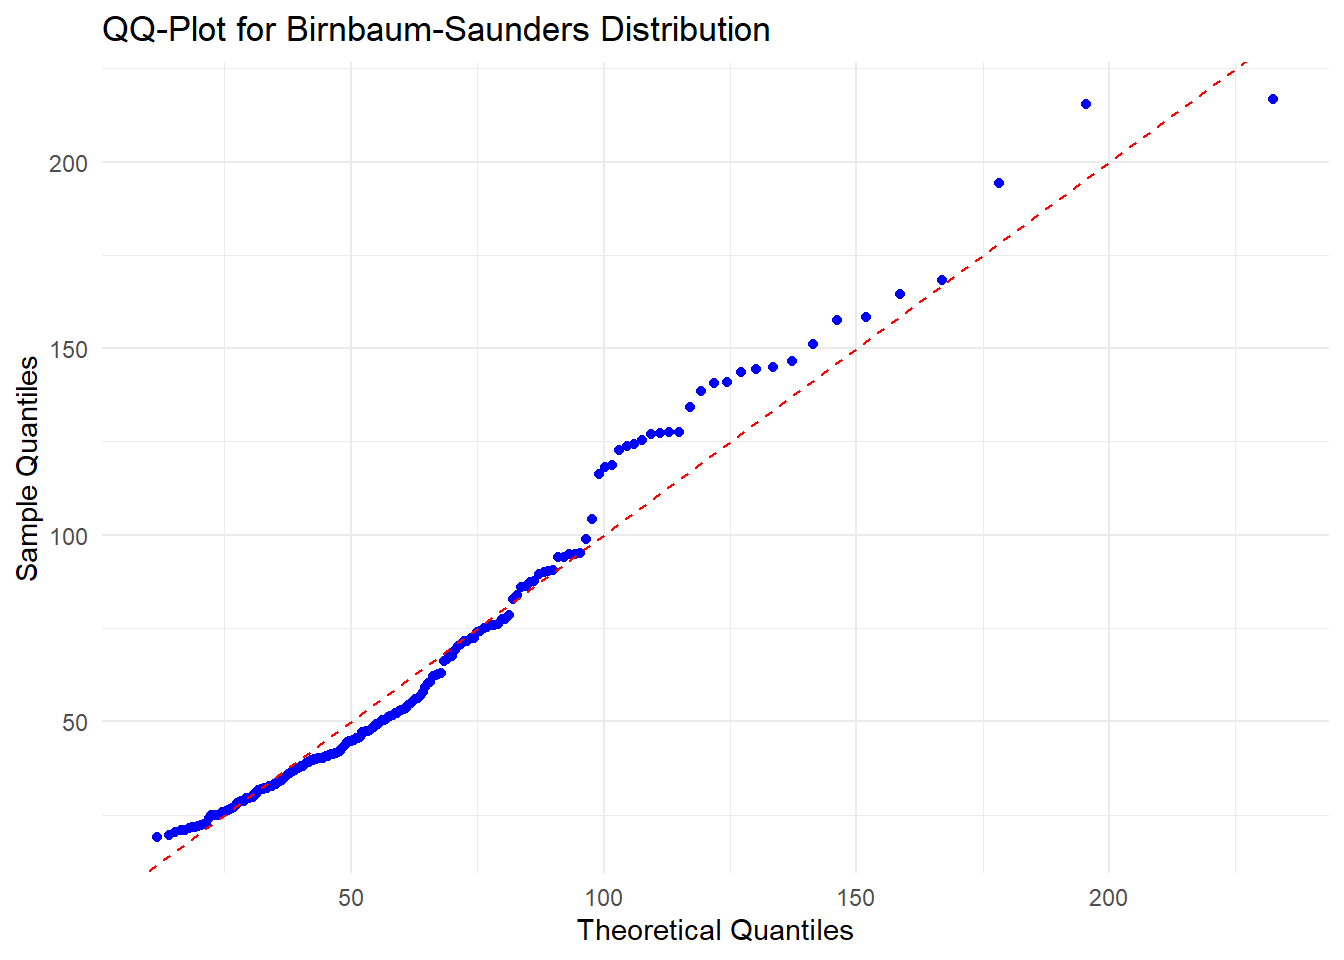 QQ-Plot for Birnbaum-Saunders Distribution
200
150
100
50
Sample Quantiles
50 100 150 200
Theoretical Quantiles